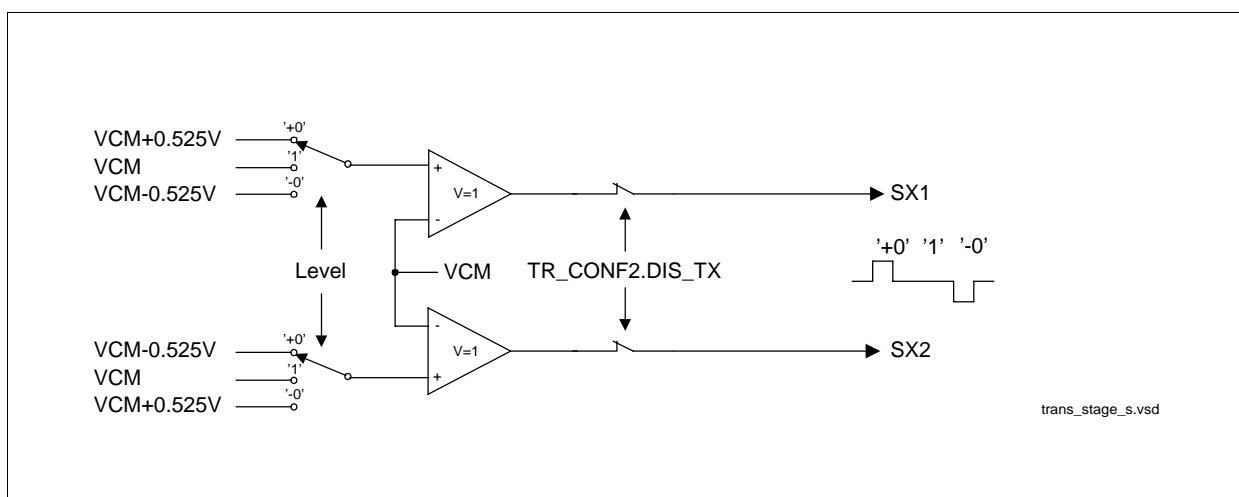 '+0'
VCM+0.525V
'1'
VCM
'-0'
VCM-0.525V
+
V=1
-
SX1
'+0' '1' '-0'
Level
VCM
TR_CONF2.DIS_TX
-
'+0'
VCM-0.525V
V=1
SX2
'1'
VCM
+
'-0'
VCM+0.525V
trans_stage_s.vsd